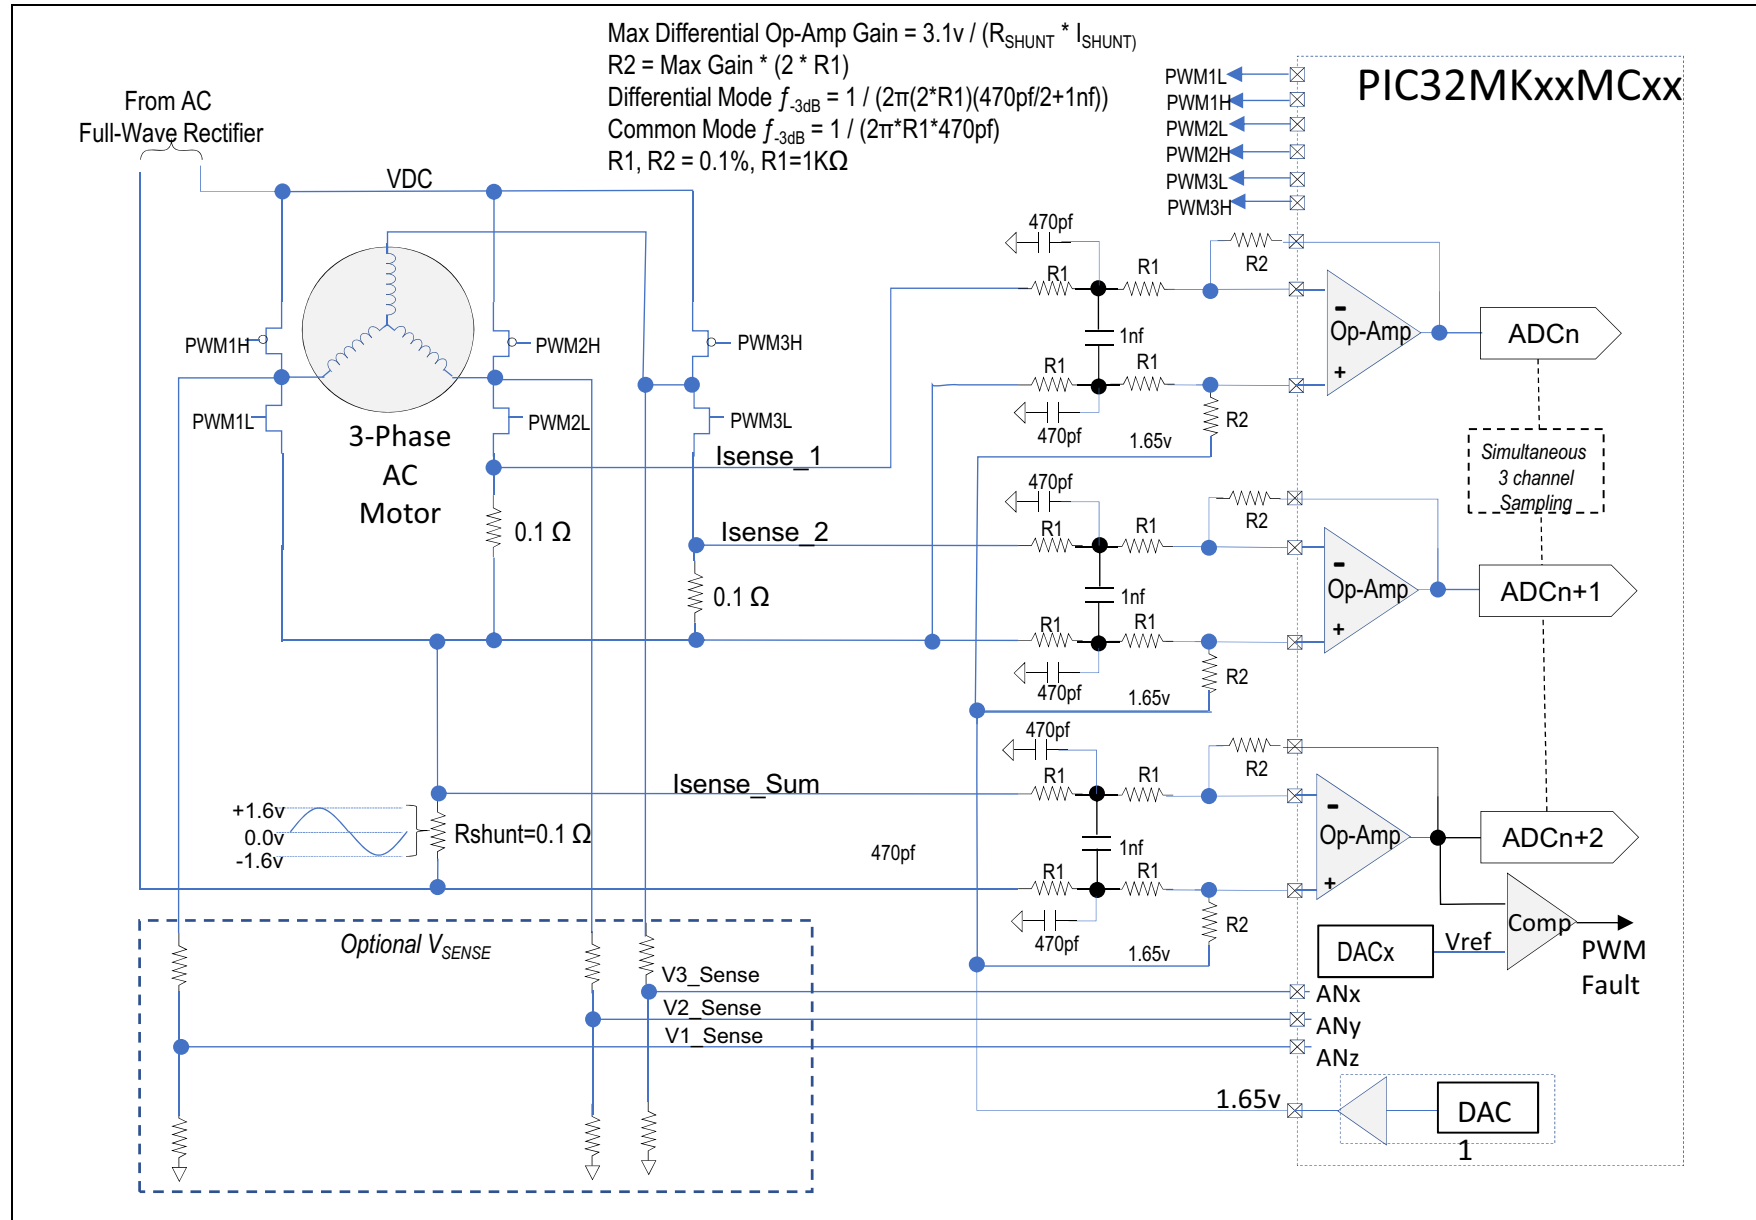 Max Differential Op-Amp Gain = 3.1v / (RSHUNT * ISHUNT)
R2 = Max Gain * (2 * R1)
Differential Mode ƒ-3dB = 1 / (2π(2*R1)(470pf/2+1nf))
Common Mode ƒ-3dB = 1 / (2π*R1*470pf)
R1, R2 = 0.1%, R1=1KΩ
From AC
Full-Wave Rectifier
VDC
PIC32MKxxMCxx
PWM1L
PWM1H
PWM2L
PWM2H
PWM3L
PWM3H
PWM1H
PWM2H
PWM3H
PWM1L
PWM2L
PWM3L
3-Phase
AC
Motor
Isense_1
0.1 Ω
Isense_2
0.1 Ω
Isense_Sum
+1.6v
0.0v
-1.6v
Rshunt=0.1 Ω
470pf
470pf
R1
R1
R2
1nf
R1
R1
470pf
R2
1.65v
-
Op-Amp
+
ADCn
Simultaneous
3 channel
Sampling
470pf
R1
R1
R2
1nf
R1
R1
470pf
R2
1.65v
-
Op-Amp
+
ADCn+1
470pf
R1
R1
R2
1nf
R1
R1
470pf
R2
1.65v
-
Op-Amp
+
ADCn+2
Comp
DACx
Vref
PWM
Fault
Optional VSENSE
V3_Sense
V2_Sense
V1_Sense
ANx
ANy
ANz
1.65v
DAC
1